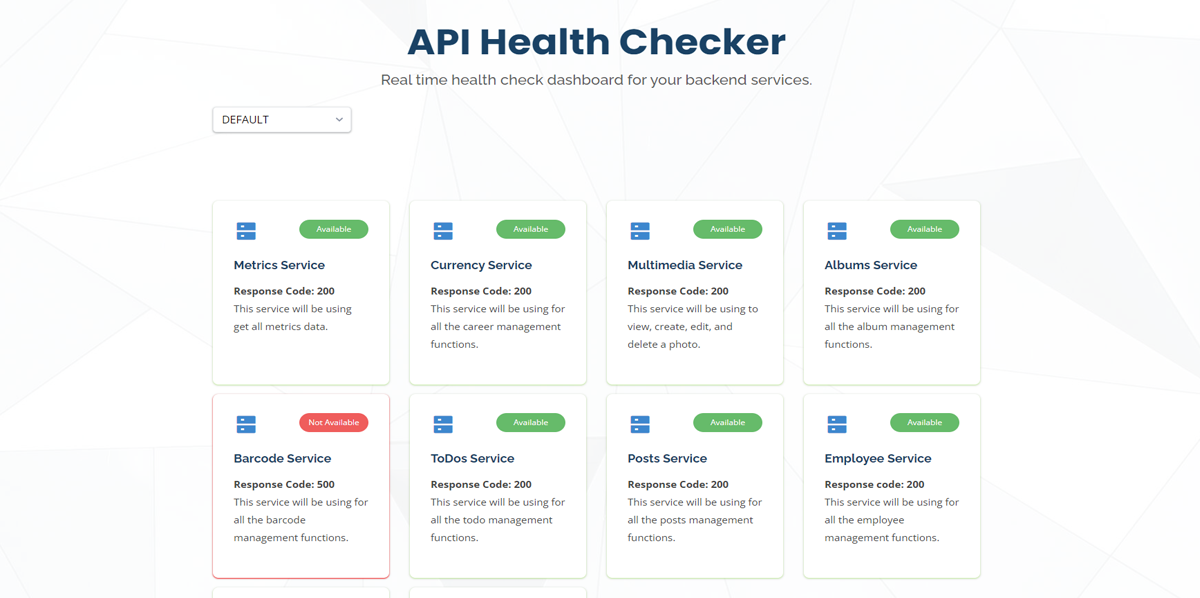 API Health Checker
Real time health check dashboard for your backend services.
DEFAULT
Available
Metrics Service
Response Code: 200
This service will be using
get all metrics data.
Available
Currency Service
Response Code: 200
This service will be using for
all the career management
functions.
Available
Multimedia Service
Response Code: 200
This service will be using to
view, create, edit, and
delete a photo.
Available
Albums Service
Response Code: 200
This service will be using for
all the album management
functions.
Not Available
Barcode Service
Response Code: 500
This service will be using for
all the barcode
management functions.
Available
ToDos Service
Response Code: 200
This service will be using for
all the todo management
functions.
Available
Posts Service
Response Code: 200
This service will be using for
all the posts management
functions.
Available
Employee Service
Response code: 200
This service will be using for
all the employee
management functions.